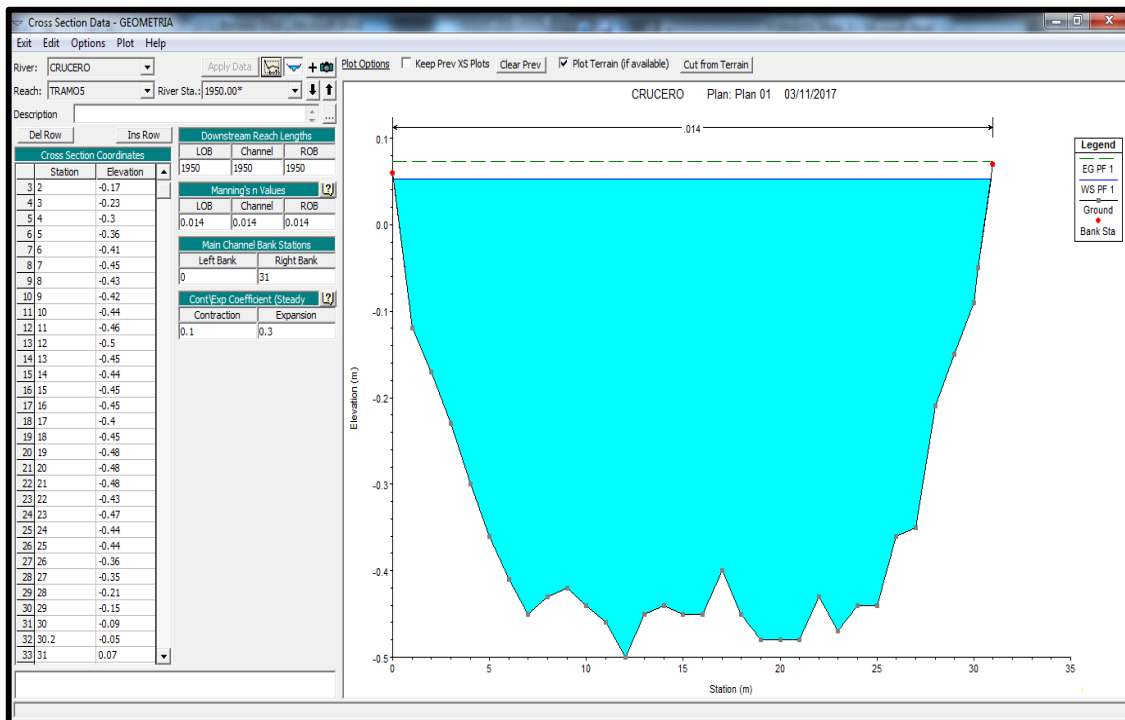 Cross Section Data - GEOMETRIA
Exit Edit Options Plot Help
River: CRUCERO Apply Data
Reach: TRAMO5 River Sta.: 1950.00*
Description ...
Del Row Ins Row
Cross Section Coordinates
Station Elevation
3 2 -0.17
4 3 -0.23
5 4 -0.3
6 5 -0.36
7 6 -0.41
8 7 -0.45
9 8 -0.43
10 9 -0.42
11 10 -0.44
12 11 -0.46
13 12 -0.5
14 13 -0.45
15 14 -0.44
16 15 -0.45
17 16 -0.45
18 17 -0.4
19 18 -0.45
20 19 -0.48
21 20 -0.48
22 21 -0.48
23 22 -0.43
24 23 -0.47
25 24 -0.44
26 25 -0.44
27 26 -0.36
28 27 -0.35
29 28 -0.21
30 29 -0.15
31 30 -0.09
32 30.2 -0.05
33 31 0.07
Downstream Reach Lengths
LOB Channel ROB
1950 1950 1950
Manning's n Values
LOB Channel ROB
0.014 0.014 0.014
Main Channel Bank Stations
Left Bank Right Bank
0 31
Cont\Exp Coefficient (Steady
Contraction Expansion
0.1 0.3
Plot Options Keep Prev XS Plots Clear Prev Plot Terrain (if available) Cut from Terrain
CRUCERO Plan: Plan 01 03/11/2017
.014
0.1
0.0
-0.1
-0.2
-0.3
-0.4
-0.5
Elevation (m)
0 5 10 15 20 25 30 35
Station (m)
Legend
EG PF 1
WS PF 1
Ground
Bank Sta